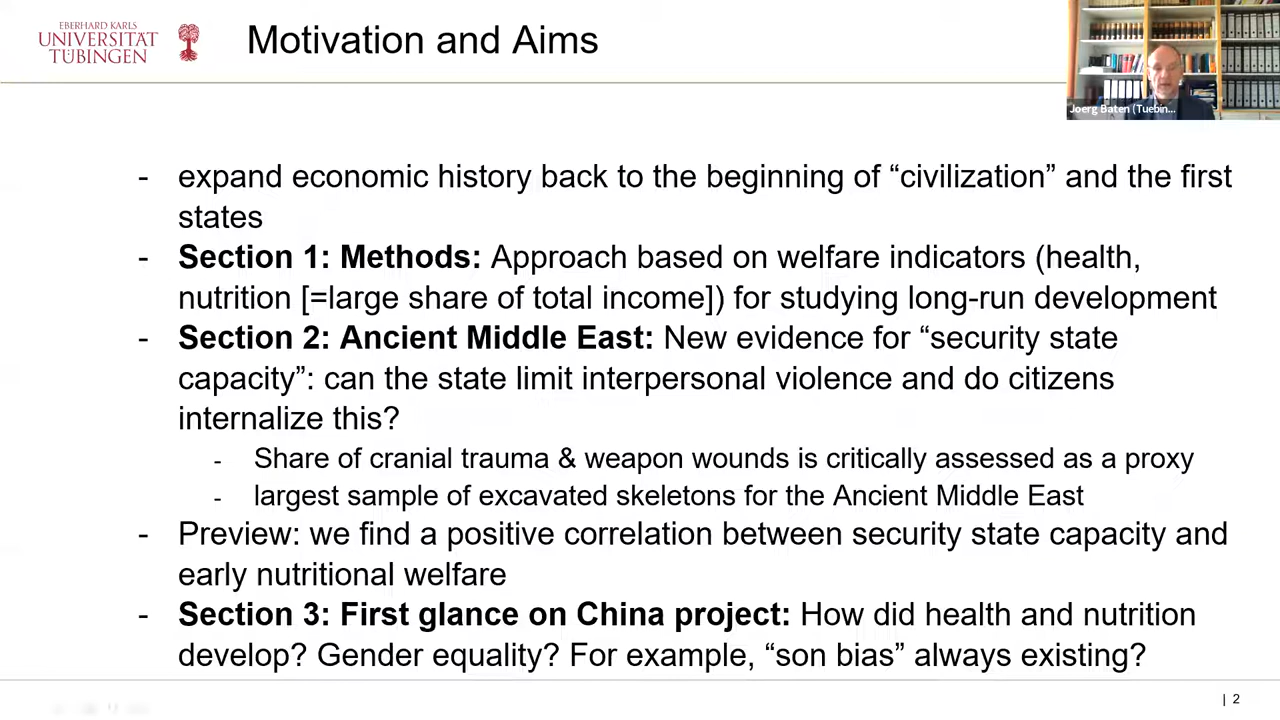 EBERHARD KARLS
UNIVERSITÄT
TÜBINGEN
Motivation and Aims
Joerg Baten (Tuebin...
- expand economic history back to the beginning of “civilization” and the first
states
- Section 1: Methods: Approach based on welfare indicators (health,
nutrition [=large share of total income]) for studying long-run development
- Section 2: Ancient Middle East: New evidence for “security state
capacity”: can the state limit interpersonal violence and do citizens
internalize this?
- Share of cranial trauma & weapon wounds is critically assessed as a proxy
- largest sample of excavated skeletons for the Ancient Middle East
- Preview: we find a positive correlation between security state capacity and
early nutritional welfare
- Section 3: First glance on China project: How did health and nutrition
develop? Gender equality? For example, “son bias” always existing?
| 2